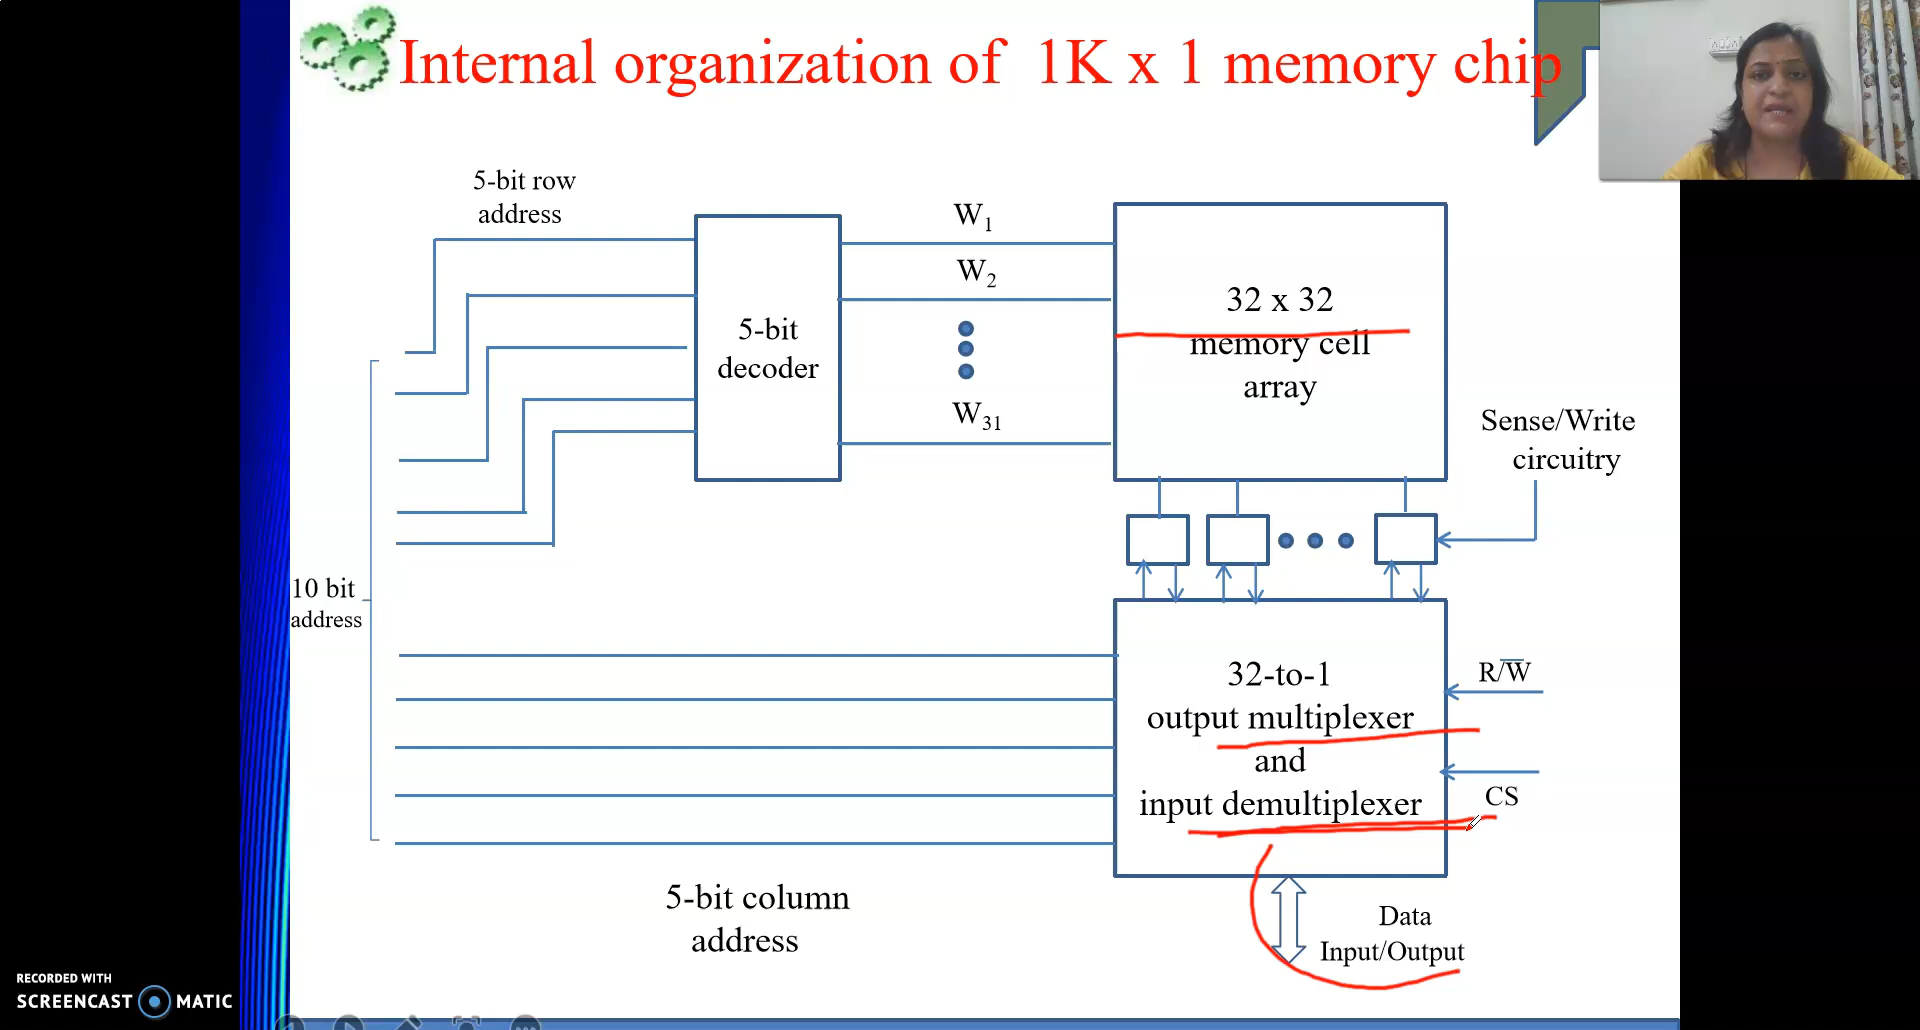 Internal organization of 1K x 1 memory chip
5-bit row
address
W1
W2
5-bit
decoder
32 x 32
memory cell
array
W31
Sense/Write
circuitry
10 bit
address
32-to-1
output multiplexer
and
input demultiplexer
R/W̅
CS
5-bit column
address
Data
Input/Output
RECORDED WITH
SCREENCAST MATIC